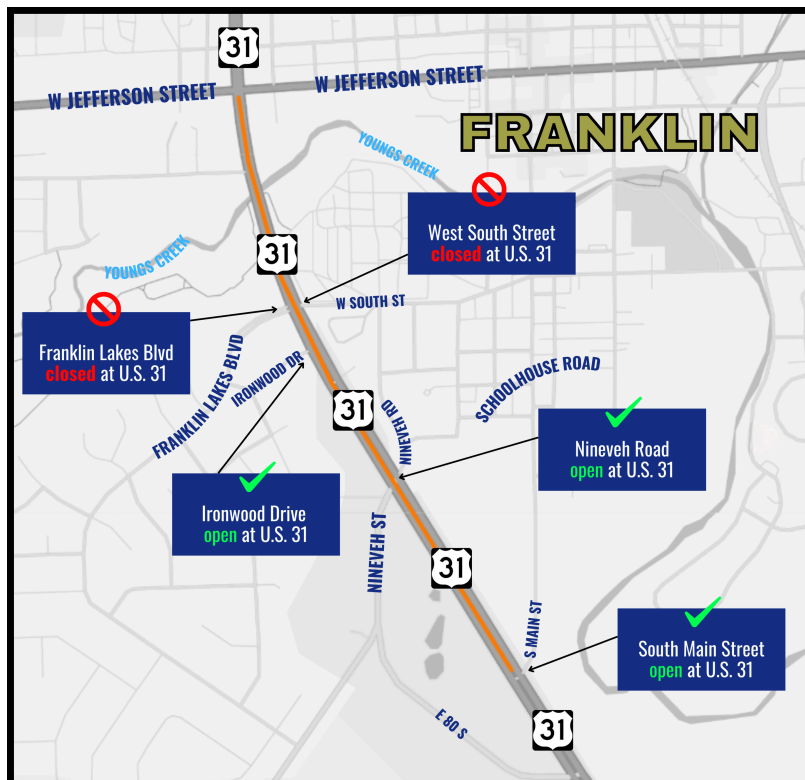 31
W JEFFERSON STREET
W JEFFERSON STREET
FRANKLIN
YOUNGS CREEK
West South Street
closed at U.S. 31
31
YOUNGS CREEK
W SOUTH ST
Franklin Lakes Blvd
closed at U.S. 31
FRANKLIN LAKES BLVD
IRONWOOD DR
31
NINEVEH RD
SCHOOLHOUSE ROAD
Nineveh Road
open at U.S. 31
Ironwood Drive
open at U.S. 31
NINEVEH ST
31
S MAIN ST
South Main Street
open at U.S. 31
E 80 S
31